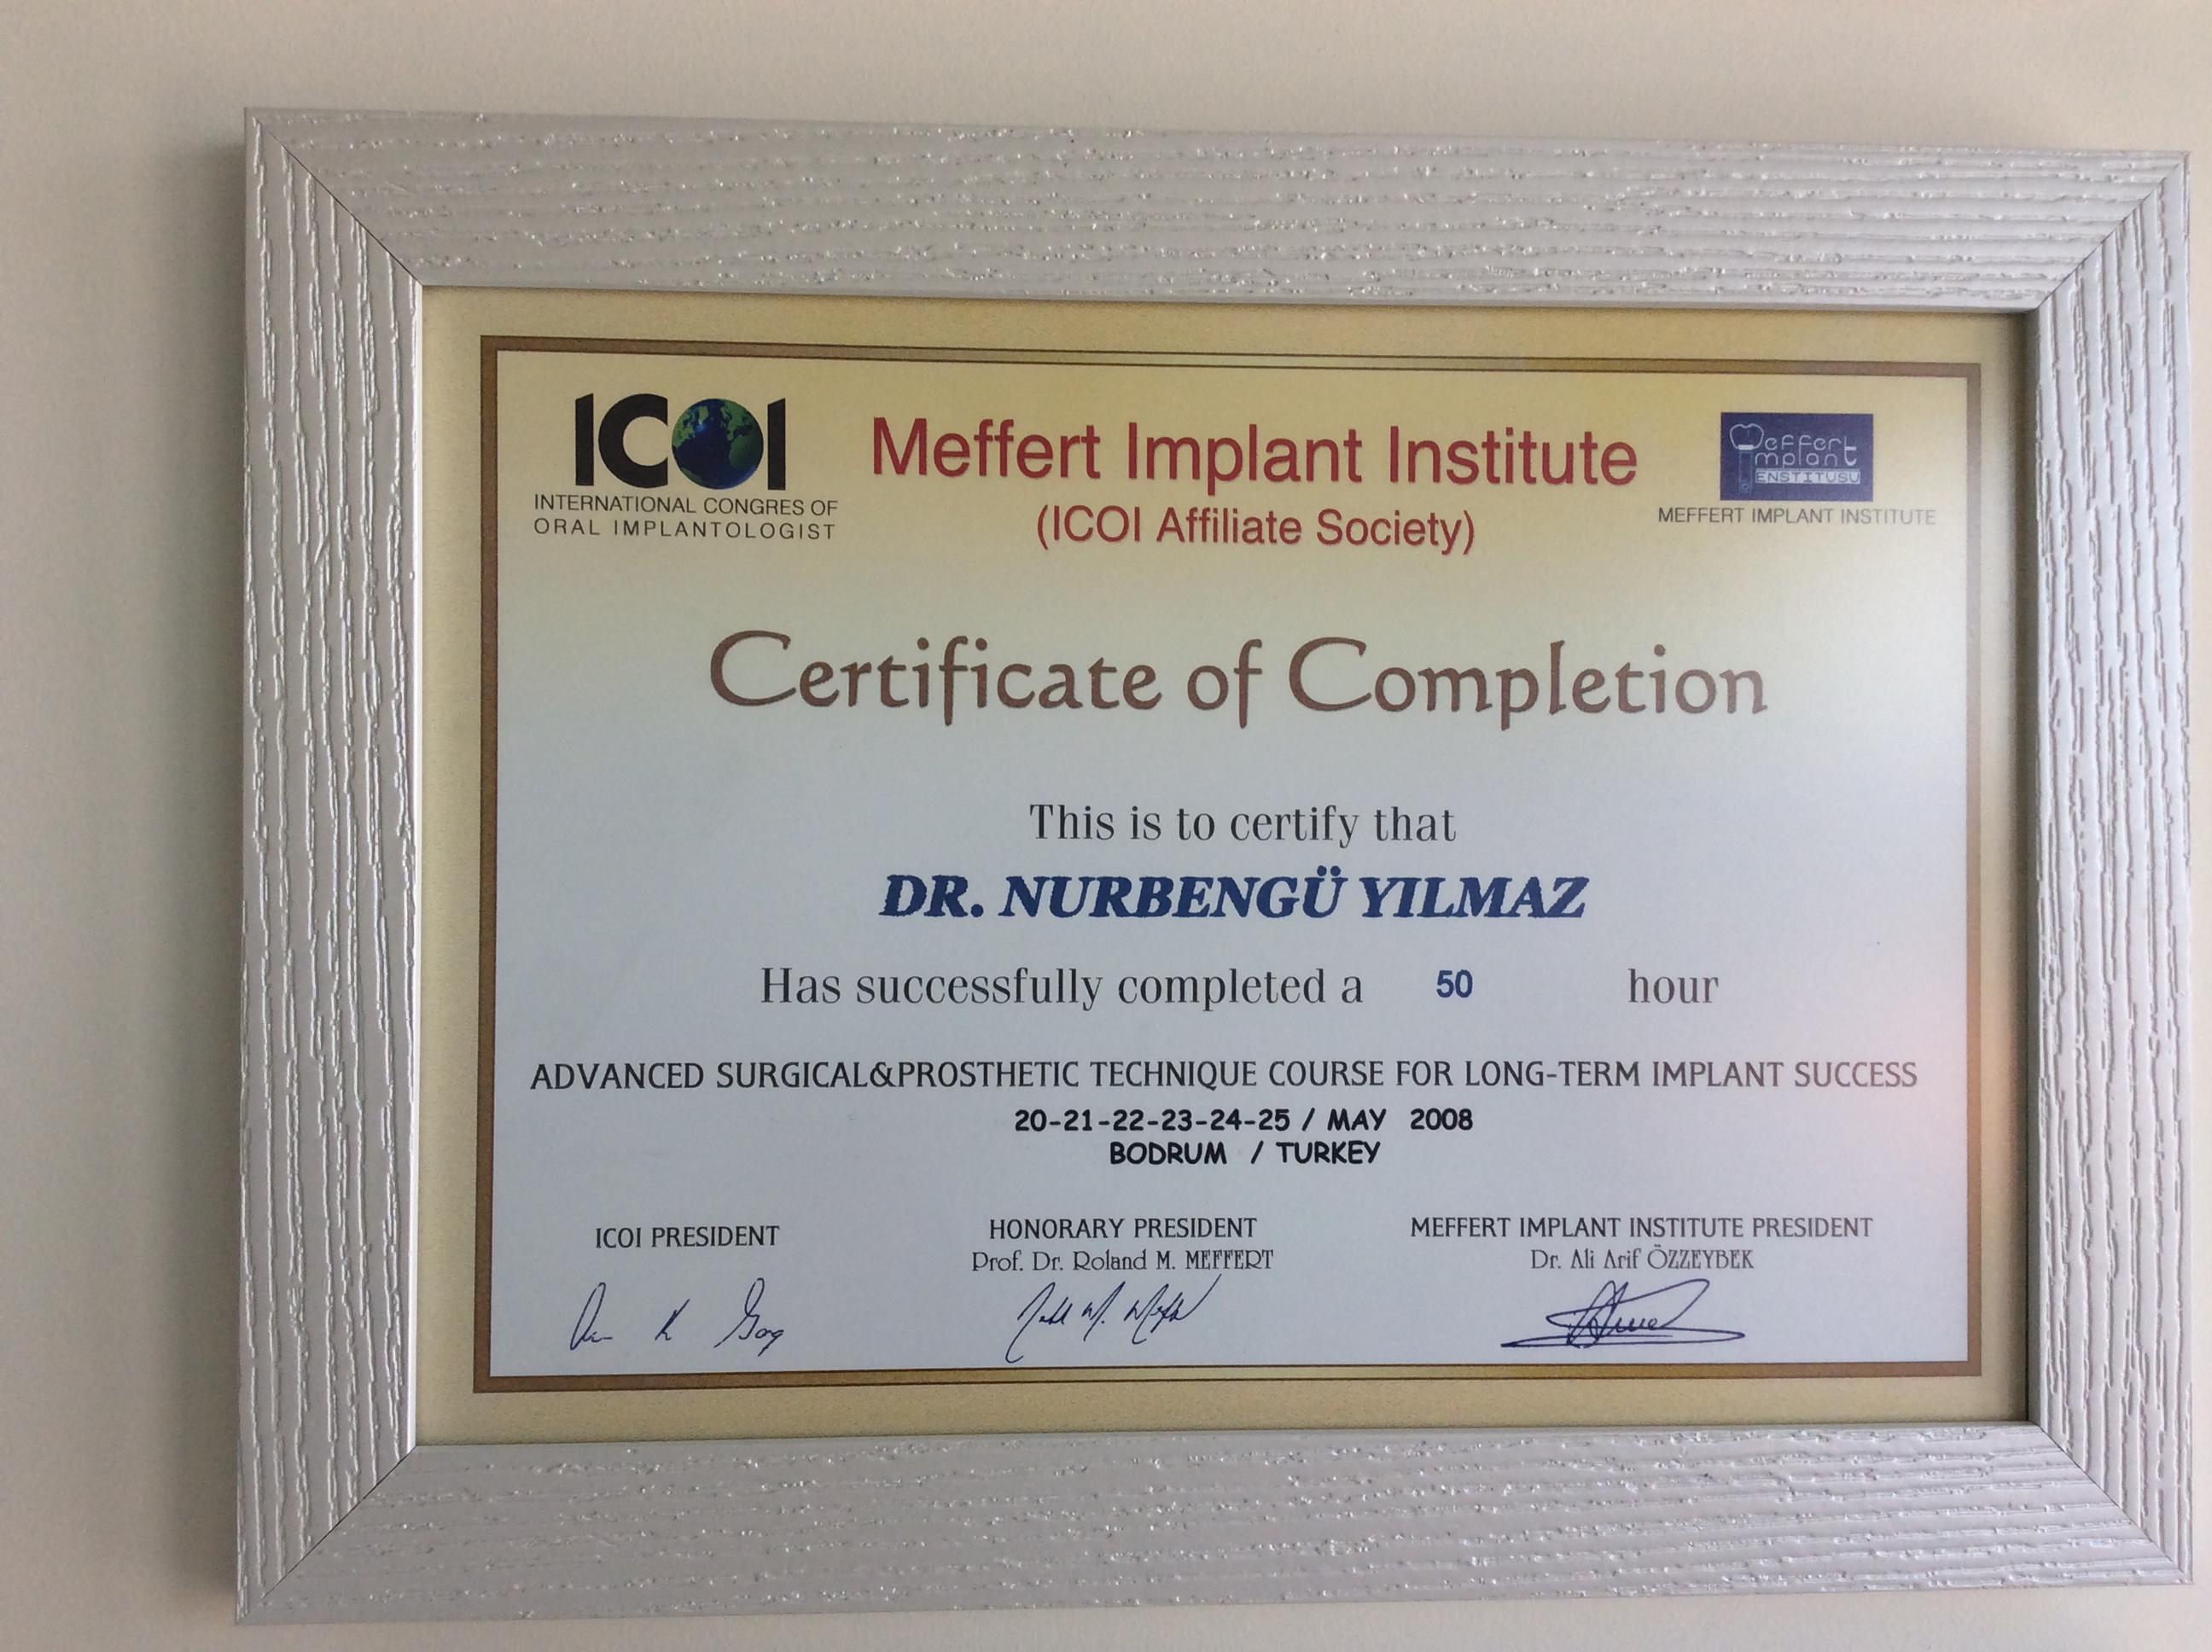 ICOI
INTERNATIONAL CONGRES OF
ORAL IMPLANTOLOGIST
Meffert Implant Institute
(ICOI Affiliate Society)
meffert
implant
ENSTITUSU
MEFFERT IMPLANT INSTITUTE
Certificate of Completion
This is to certify that
DR. NURBENGÜ YILMAZ
Has successfully completed a 50 hour
ADVANCED SURGICAL&PROSTHETIC TECHNIQUE COURSE FOR LONG-TERM IMPLANT SUCCESS
20-21-22-23-24-25 / MAY 2008
BODRUM / TURKEY
ICOI PRESIDENT
HONORARY PRESIDENT
Prof. Dr. Roland M. MEFFERT
MEFFERT IMPLANT INSTITUTE PRESIDENT
Dr. Ali Arif ÖZZEYBEK